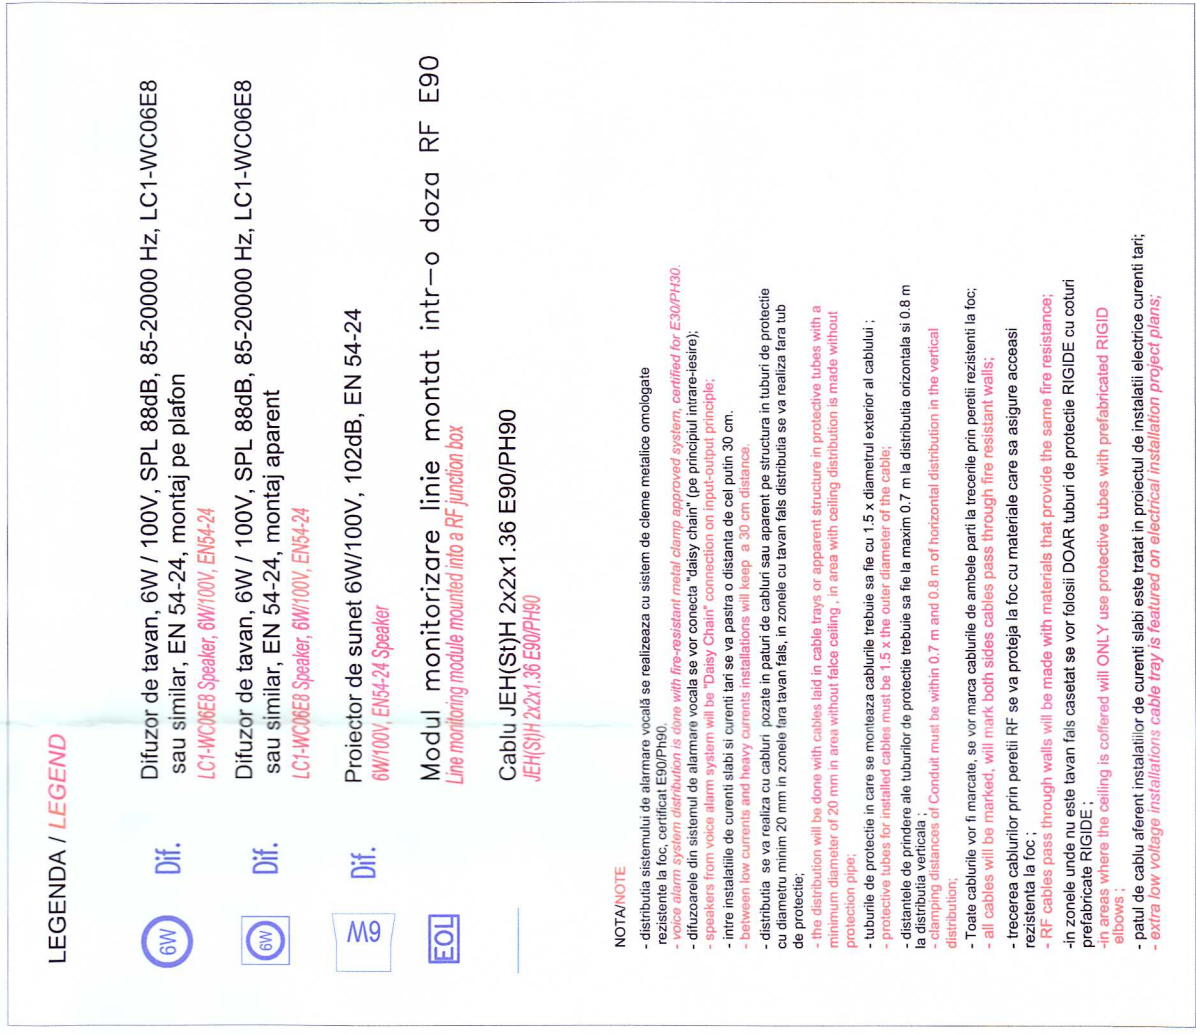 LEGENDA / LEGEND
6W
Dif.
Difuzor de tavan, 6W / 100V, SPL 88dB, 85-20000 Hz, LC1-WC06E8
sau similar, EN 54-24, montaj pe plafon
LC1-WC06E8 Speaker, 6W/100V, EN54-24
6W
Dif.
Difuzor de tavan, 6W / 100V, SPL 88dB, 85-20000 Hz, LC1-WC06E8
sau similar, EN 54-24, montaj aparent
LC1-WC06E8 Speaker, 6W/100V, EN54-24
6W
Dif.
Proiector de sunet 6W/100V, 102dB, EN 54-24
6W/100V, EN54-24 Speaker
EOL
Modul monitorizare linie montat intr-o doza RF E90
Line monitoring module mounted into a RF junction box
Cablu JEH(St)H 2x2x1.36 E90/PH90
JEH(St)H 2x2x1.36 E90/PH90
NOTA/NOTE
- distributia sistemului de alarmare vocală se realizeaza cu sistem de cleme metalice omologate
rezistente la foc, certificat E90/Ph90.
- voice alarm system distribution is done with fire-resistant metal clamp approved system, certified for E30/PH30.
- difuzoarele din sistemul de alarmare vocala se vor conecta "daisy chain" (pe principiul intrare-iesire);
- speakers from voice alarm system will be "Daisy Chain" connection on input-output principle;
- intre instalatiile de curenti slabi si curenti tari se va pastra o distanta de cel putin 30 cm.
- between low currents and heavy currents installations will keep a 30 cm distance.
- distributia se va realiza cu cabluri pozate in paturi de cabluri sau aparent pe structura in tuburi de protectie
cu diametru minim 20 mm in zonele fara tavan fals, in zonele cu tavan fals distributia se va realiza fara tub
de protectie;
- the distribution will be done with cables laid in cable trays or apparent structure in protective tubes with a
minimum diameter of 20 mm in area without falce ceiling , in area with ceiling distribution is made without
protection pipe;
- tuburile de protectie in care se monteaza cablurile trebuie sa fie cu 1.5 x diametrul exterior al cablului ;
- protective tubes for installed cables must be 1.5 x the outer diameter of the cable;
- distantele de prindere ale tuburilor de protectie trebuie sa fie la maxim 0.7 m la distributia orizontala si 0.8 m
la distributia verticala ;
- clamping distances of Conduit must be within 0.7 m and 0.8 m of horizontal distribution in the vertical
distribution;
- Toate cablurile vor fi marcate, se vor marca cablurile de ambele parti la trecerile prin peretii rezistenti la foc;
- all cables will be marked, will mark both sides cables pass through fire resistant walls;
- trecerea cablurilor prin peretii RF se va proteja la foc cu materiale care sa asigure acceasi
rezistenta la foc ;
- RF cables pass through walls will be made with materials that provide the same fire resistance;
-in zonele unde nu este tavan fals casetat se vor folosii DOAR tuburi de protectie RIGIDE cu coturi
prefabricate RIGIDE ;
-in areas where the ceiling is coffered will ONLY use protective tubes with prefabricated RIGID
elbows ;
- patul de cablu aferent instalatiilor de curenti slabi este tratat in proiectul de instalatii electrice curenti tari;
- extra low voltage installations cable tray is featured on electrical installation project plans;